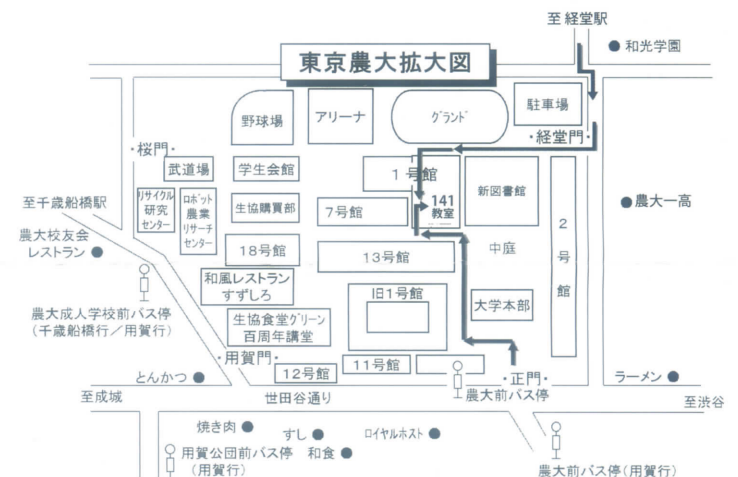 至 経堂駅
和光学園
東京農大拡大図
駐車場
野球場
アリーナ
グランド
・経堂門・
・桜門・
武道場
学生会館
1 号館
新図書館
141
教室
2
号
館
農大一高
至千歳船橋駅
リサイクル
研究
センター
ロボット
農業
リサーチ
センター
生協購買部
7号館
農大校友会
レストラン
18号館
13号館
中庭
和風レストラン
すずしろ
旧1号館
大学本部
農大成人学校前バス停
(千歳船橋行/用賀行)
生協食堂グリーン
百周年講堂
・用賀門・
12号館
11号館
とんかつ
・正門・
農大前バス停
ラーメン
至成城
世田谷通り
至渋谷
焼き肉
すし
ロイヤルホスト
用賀公団前バス停
(用賀行)
和食
農大前バス停(用賀行)